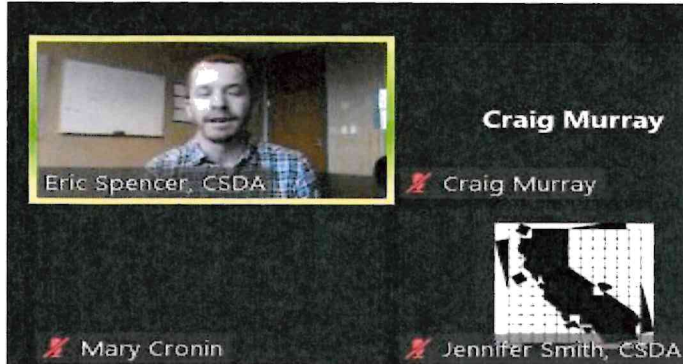 Craig Murray
Eric Spencer, CSDA
Craig Murray
Mary Cronin
Jennifer Smith, CSDA